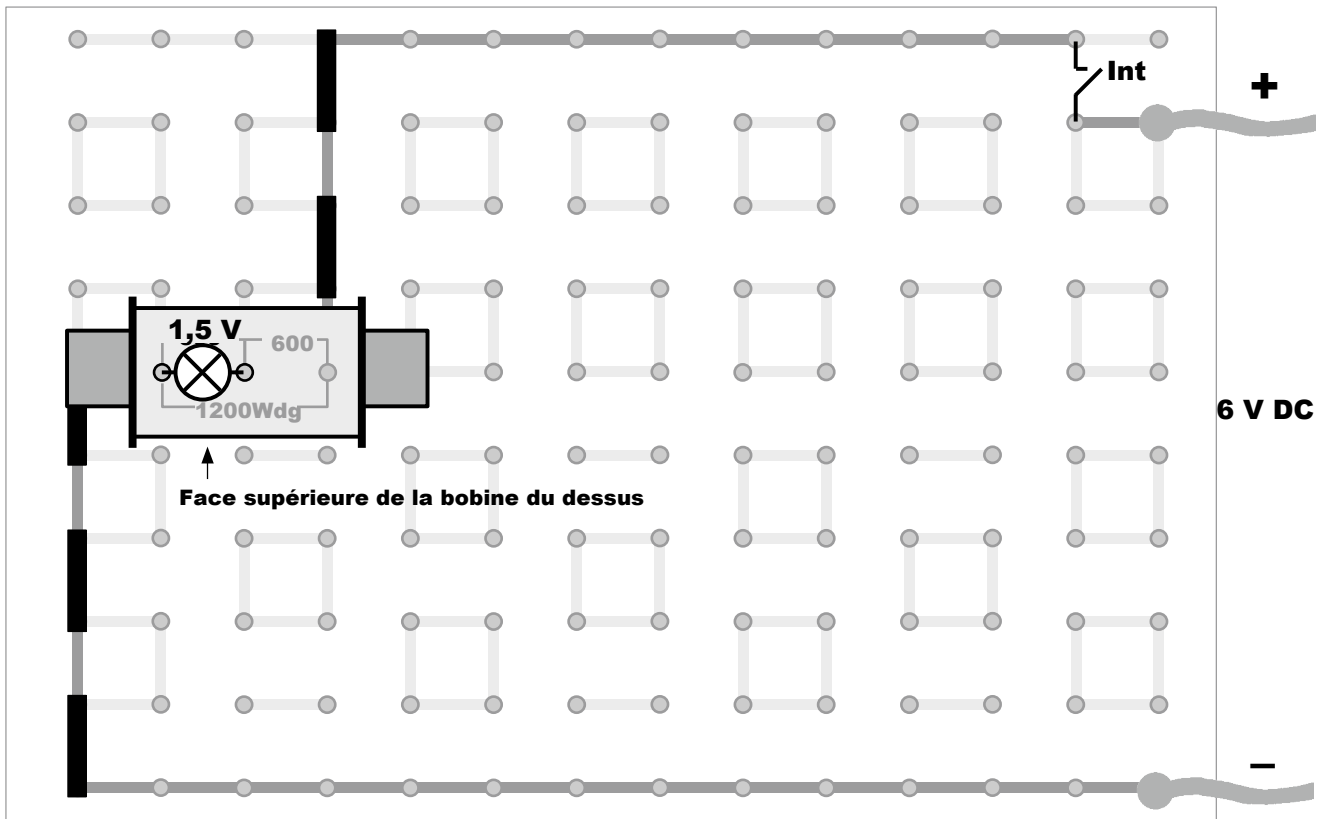 Int
+
1,5 V
600
1200Wdg
6 V DC
Face supérieure de la bobine du dessus
–